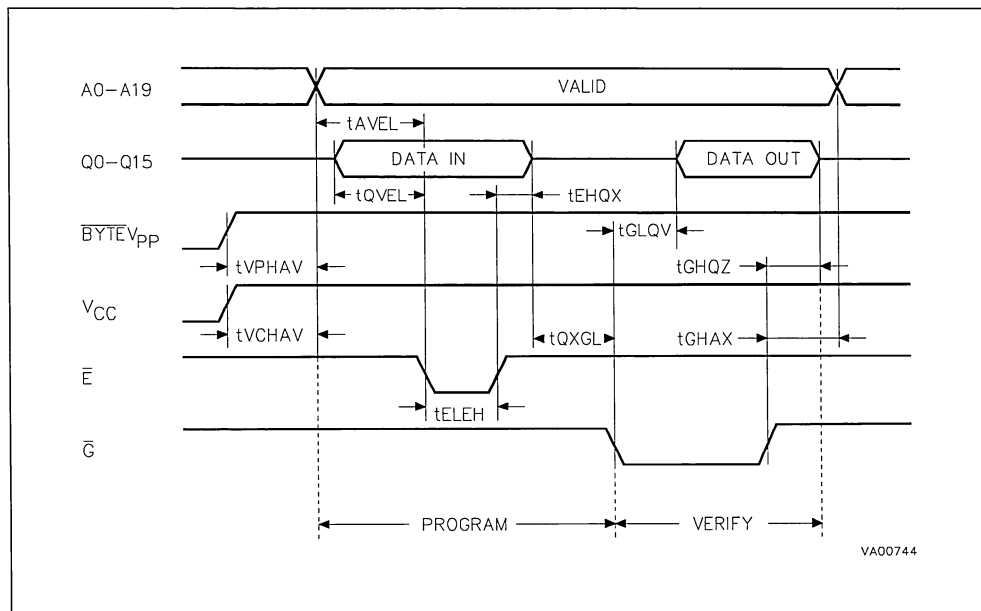 A0-A19
VALID
tAVEL
Q0-Q15
DATA IN
DATA OUT
tQVEL
tEHQX
BYTEVPP
tGLQV
tVPHAV
tGHQZ
VCC
tVCHAV
tQXGL
tGHAX
E
tELEH
G
PROGRAM
VERIFY
VA00744